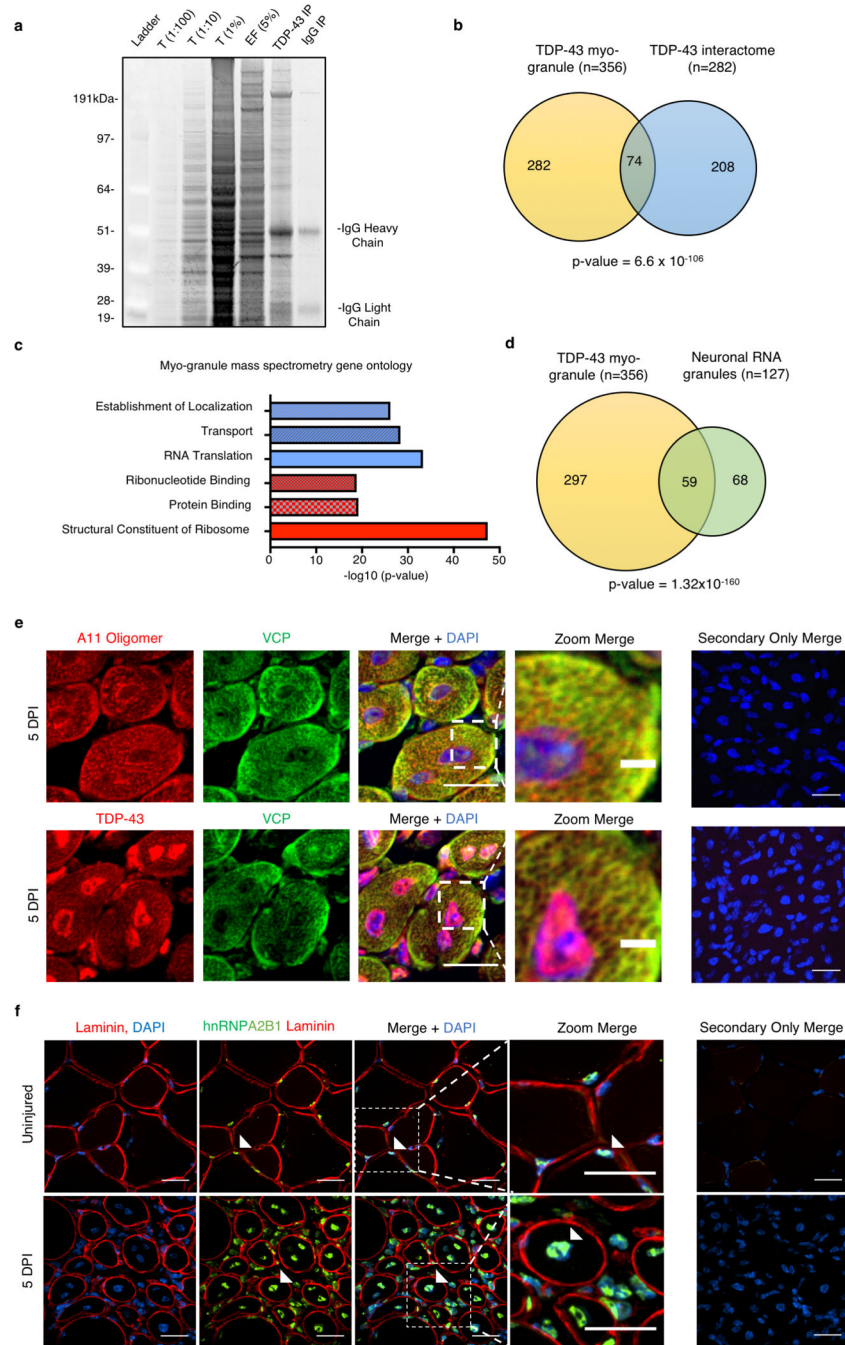 a
Ladder
T (1:100)
T (1:10)
T (1%)
EF (5%)
TDP-43 IP
IgG IP
191kDa-
97-
64-
51-
39-
28-
19-
-IgG Heavy
Chain
-IgG Light
Chain
b
TDP-43 myo-
granule (n=356)
TDP-43 interactome
(n=282)
282
74
208
p-value = 6.6 x 10-106
c
Myo-granule mass spectrometry gene ontology
Establishment of Localization
Transport
RNA Translation
Ribonucleotide Binding
Protein Binding
Structural Constituent of Ribosome
0 10 20 30 40 50
-log10 (p-value)
d
TDP-43 myo-
granule (n=356)
Neuronal RNA
granules (n=127)
297
59
68
p-value = 1.32x10-160
e
A11 Oligomer
VCP
Merge + DAPI
Zoom Merge
Secondary Only Merge
5 DPI
TDP-43
VCP
Merge + DAPI
Zoom Merge
5 DPI
f
Laminin, DAPI
hnRNPA2B1 Laminin
Merge + DAPI
Zoom Merge
Secondary Only Merge
Uninjured
5 DPI